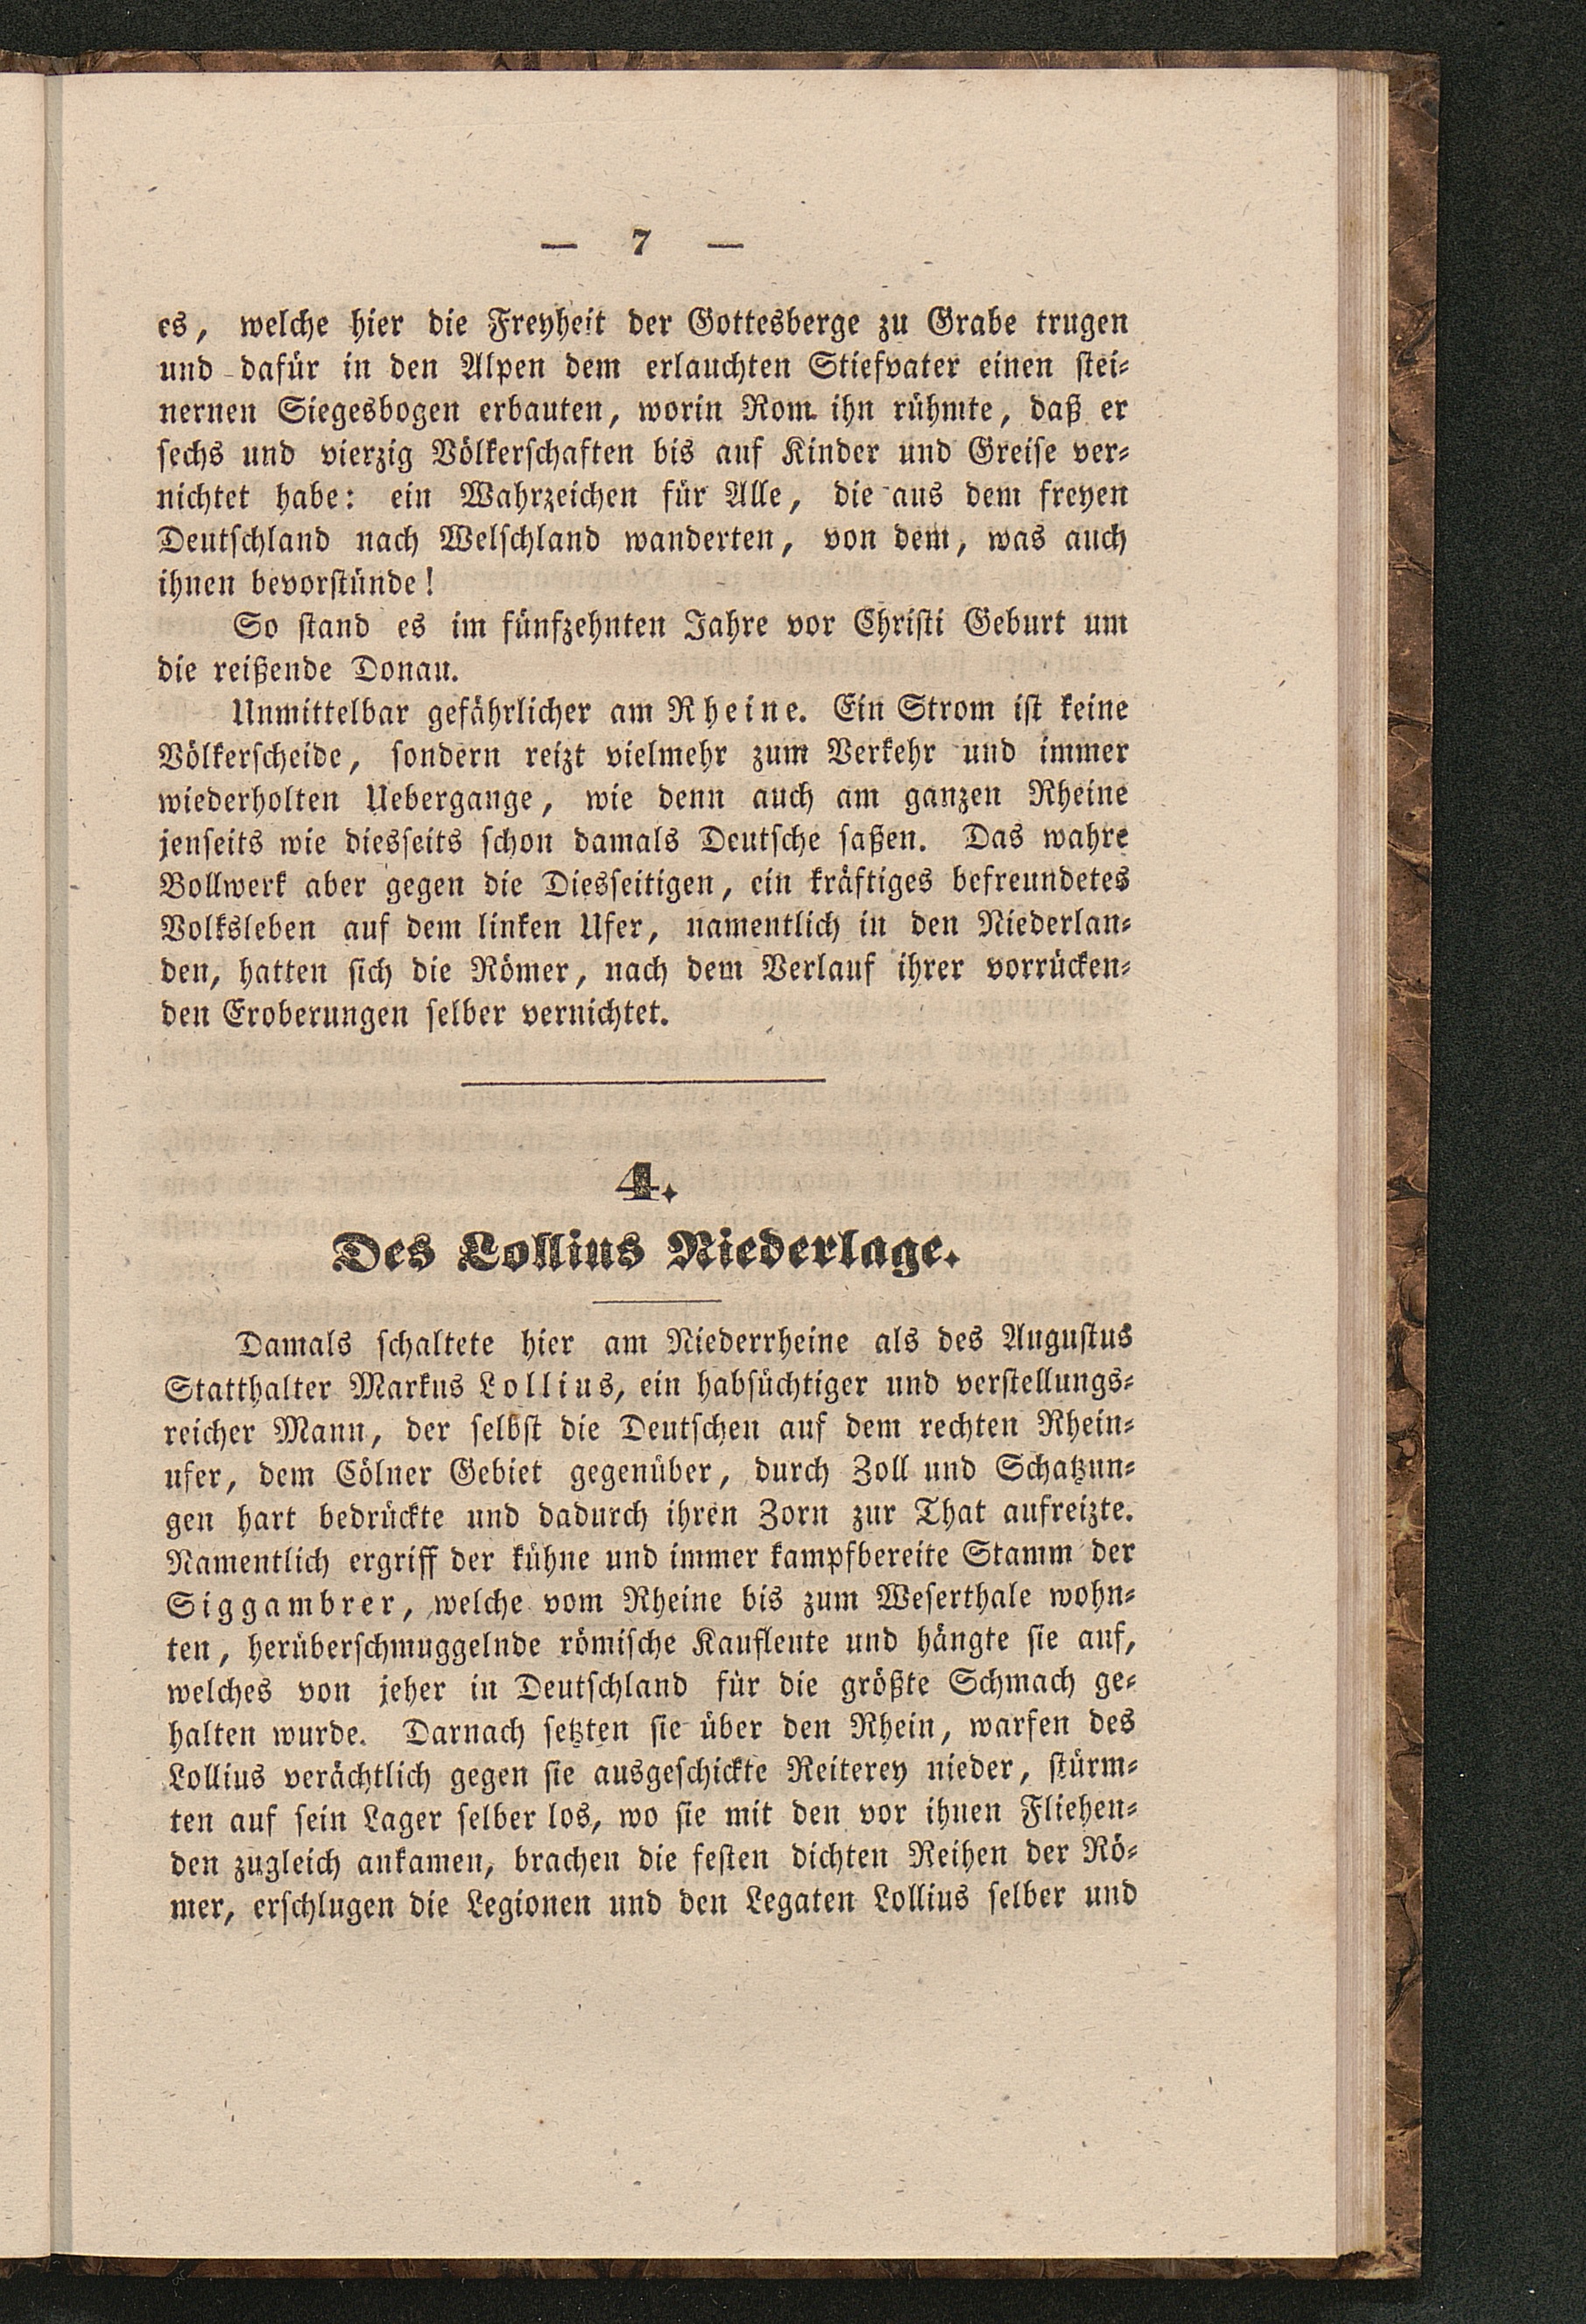 — 7 —
es, welche hier die Freyheit der Gottesberge zu Grabe trugen
und dafür in den Alpen dem erlauchten Stiefvater einen stei-
nernen Siegesbogen erbauten, worin Rom ihn rühmte, daß er
sechs und vierzig Völkerschaften bis auf Kinder und Greise ver-
nichtet habe: ein Wahrzeichen für Alle, die aus dem freyen
Deutschland nach Welschland wanderten, von dem, was auch
ihnen bevorstünde!
So stand es im fünfzehnten Jahre vor Christi Geburt um
die reißende Donau.
Unmittelbar gefährlicher am Rheine. Ein Strom ist keine
Völkerscheide, sondern reizt vielmehr zum Verkehr und immer
wiederholten Uebergange, wie denn auch am ganzen Rheine
jenseits wie diesseits schon damals Deutsche saßen. Das wahre
Bollwerk aber gegen die Diesseitigen, ein kräftiges befreundetes
Volksleben auf dem linken Ufer, namentlich in den Niederlan-
den, hatten sich die Römer, nach dem Verlauf ihrer vorrücken-
den Eroberungen selber vernichtet.
4.
Des Lollius Niederlage.
Damals schaltete hier am Niederrheine als des Augustus
Statthalter Markus Lollius, ein habsüchtiger und verstellungs-
reicher Mann, der selbst die Deutschen auf dem rechten Rhein-
ufer, dem Cölner Gebiet gegenüber, durch Zoll und Schatzun-
gen hart bedrückte und dadurch ihren Zorn zur That aufreizte.
Namentlich ergriff der kühne und immer kampfbereite Stamm der
Siggambrer, welche vom Rheine bis zum Weserthale wohn-
ten, herüberschmuggelnde römische Kaufleute und hängte sie auf,
welches von jeher in Deutschland für die größte Schmach ge-
halten wurde. Darnach setzten sie über den Rhein, warfen des
Lollius verächtlich gegen sie ausgeschickte Reiterey nieder, stürm-
ten auf sein Lager selber los, wo sie mit den vor ihnen Fliehen-
den zugleich ankamen, brachen die festen dichten Reihen der Rö-
mer, erschlugen die Legionen und den Legaten Lollius selber und